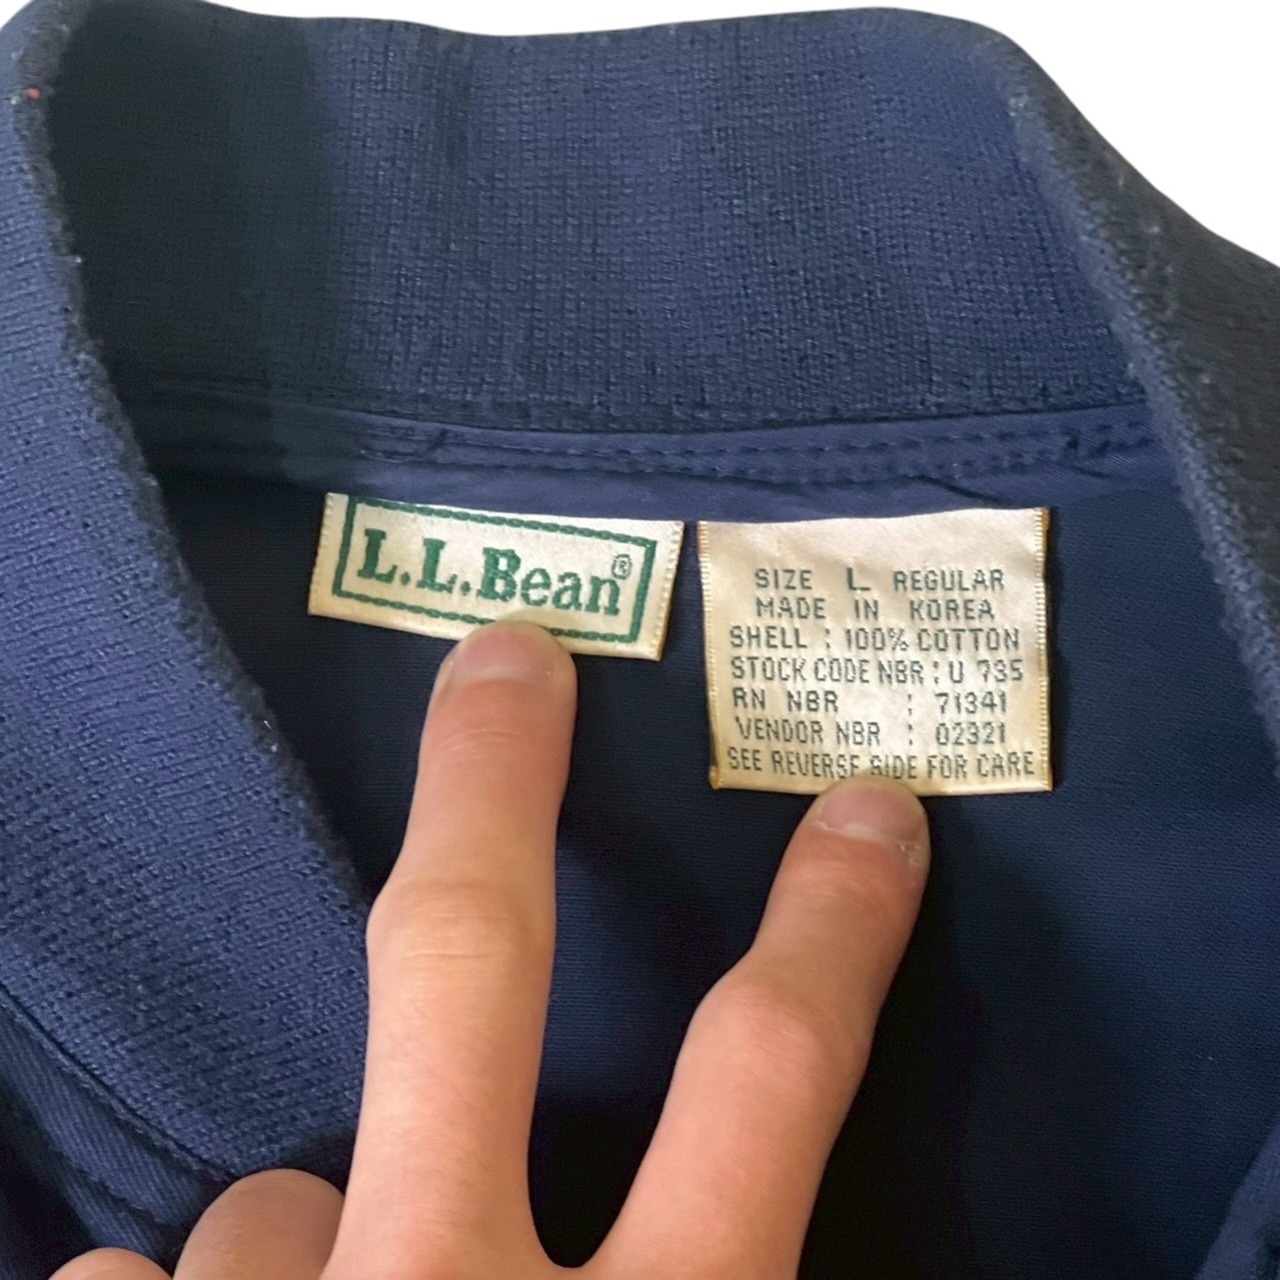 L.L.Bean®
SIZE L REGULAR
MADE IN KOREA
SHELL : 100% COTTON
STOCK CODE NBR : U 735
RN NBR : 71341
VENDOR NBR : 02321
SEE REVERSE SIDE FOR CARE